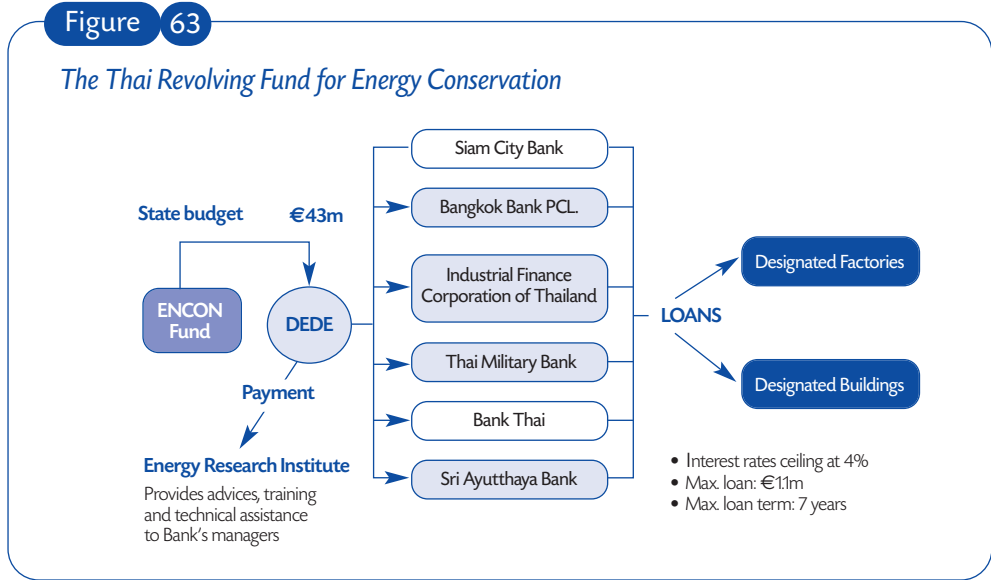 Figure 63
The Thai Revolving Fund for Energy Conservation
State budget €43m
ENCON
Fund
DEDE
Payment
Energy Research Institute
Provides advices, training
and technical assistance
to Bank's managers
Siam City Bank
Bangkok Bank PCL.
Industrial Finance
Corporation of Thailand
Thai Military Bank
Bank Thai
Sri Ayutthaya Bank
LOANS
Designated Factories
Designated Buildings
• Interest rates ceiling at 4%
• Max. loan: €1.1m
• Max. loan term: 7 years